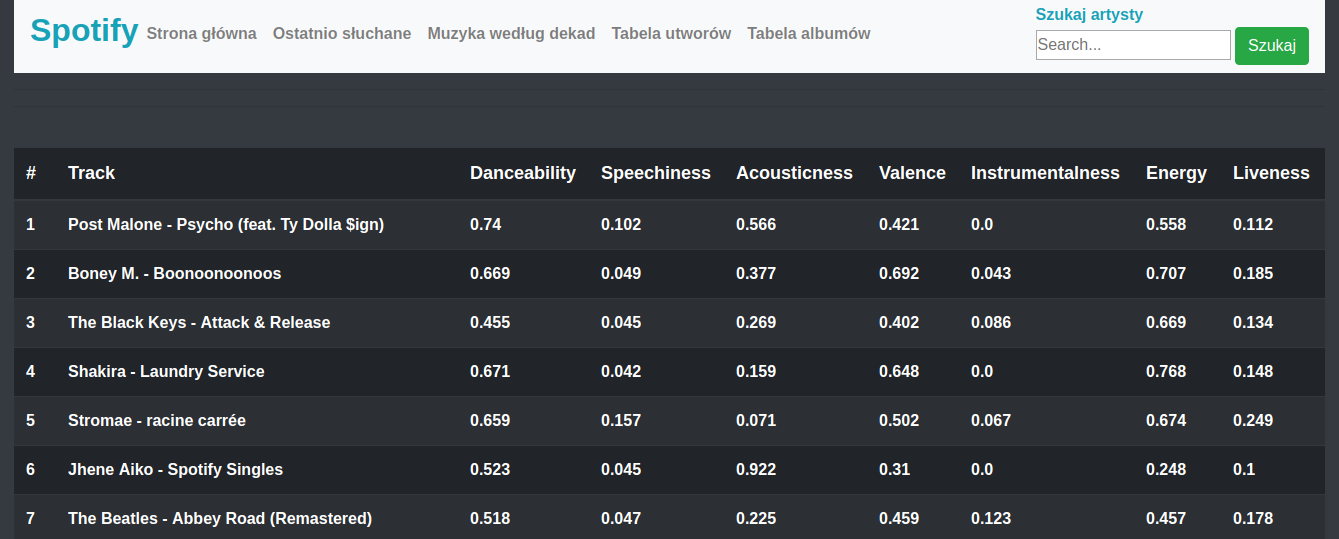 Spotify Strona główna Ostatnio słuchane Muzyka według dekad Tabela utworów Tabela albumów
Szukaj artysty
Search... Szukaj
# Track Danceability Speechiness Acousticness Valence Instrumentalness Energy Liveness
1 Post Malone - Psycho (feat. Ty Dolla $ign) 0.74 0.102 0.566 0.421 0.0 0.558 0.112
2 Boney M. - Boonoonoonoos 0.669 0.049 0.377 0.692 0.043 0.707 0.185
3 The Black Keys - Attack & Release 0.455 0.045 0.269 0.402 0.086 0.669 0.134
4 Shakira - Laundry Service 0.671 0.042 0.159 0.648 0.0 0.768 0.148
5 Stromae - racine carrée 0.659 0.157 0.071 0.502 0.067 0.674 0.249
6 Jhene Aiko - Spotify Singles 0.523 0.045 0.922 0.31 0.0 0.248 0.1
7 The Beatles - Abbey Road (Remastered) 0.518 0.047 0.225 0.459 0.123 0.457 0.178